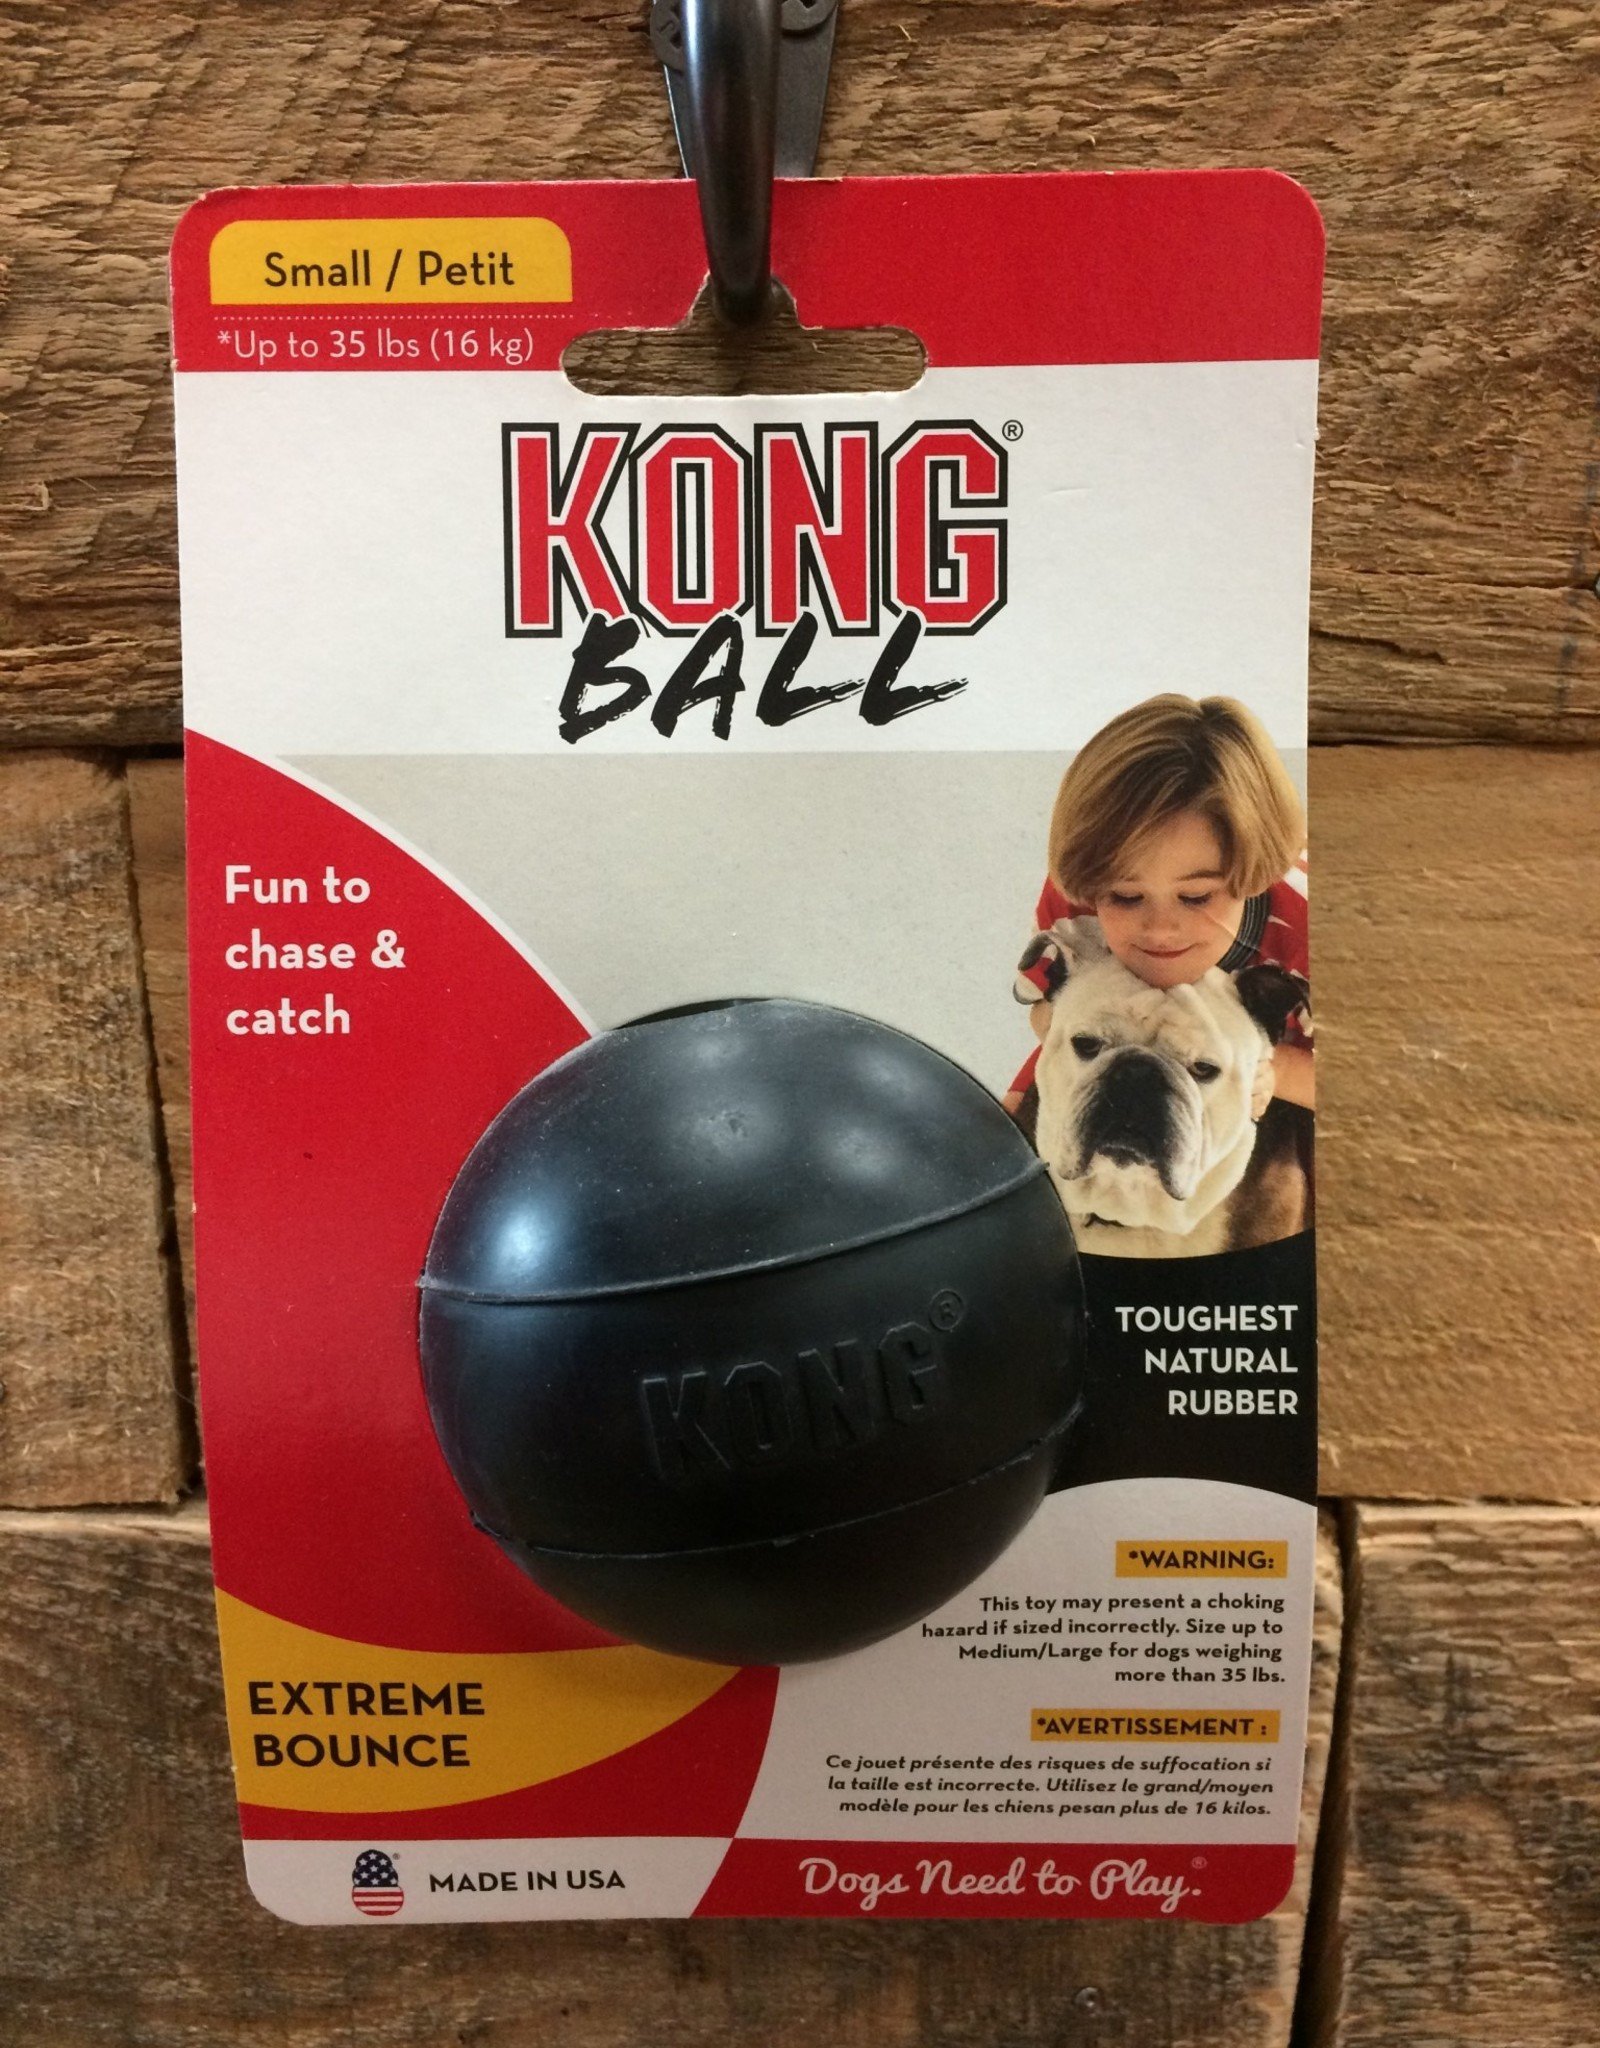 Small / Petit
*Up to 35 lbs (16 kg)
KONG®
BALL
Fun to
chase &
catch
KONG®
TOUGHEST
NATURAL
RUBBER
*WARNING:
This toy may present a choking
hazard if sized incorrectly. Size up to
Medium/Large for dogs weighing
more than 35 lbs.
EXTREME
BOUNCE
*AVERTISSEMENT :
Ce jouet présente des risques de suffocation si
la taille est incorrecte. Utilisez le grand/moyen
modèle pour les chiens pesan plus de 16 kilos.
MADE IN USA
Dogs Need to Play.®